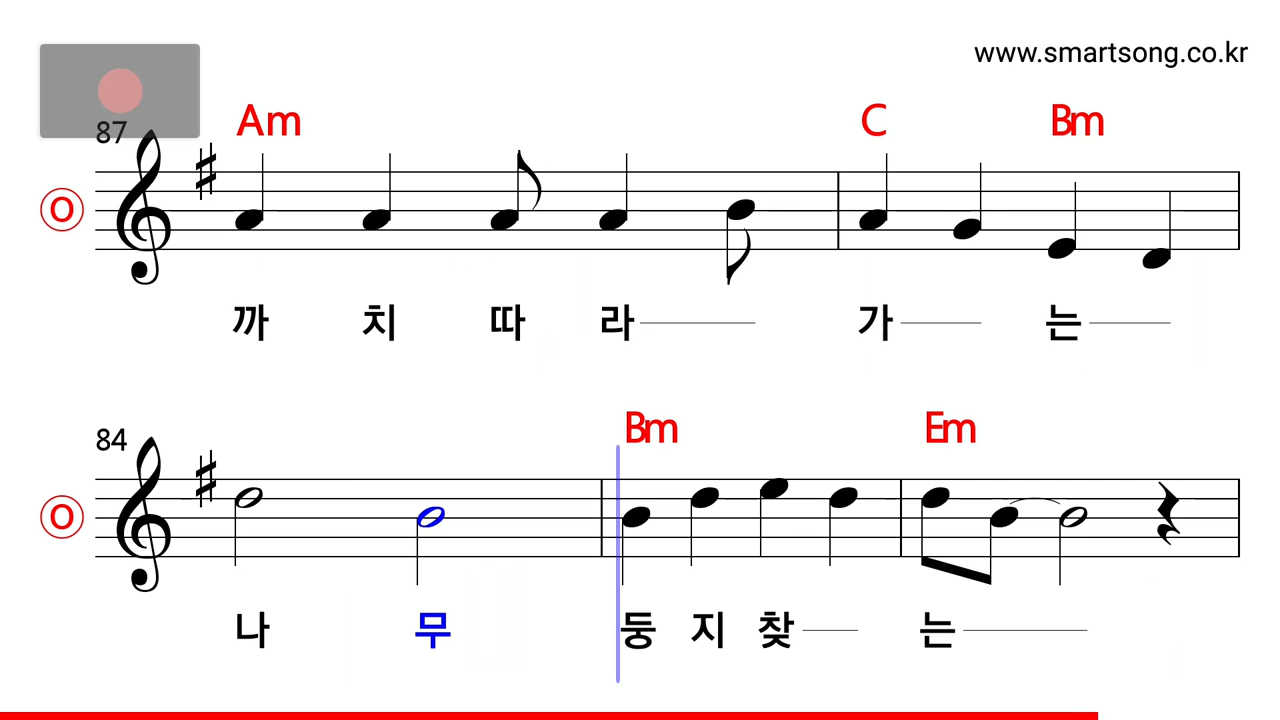 www.smartsong.co.kr
87 Am C Bm
O
까 치 따 라 가 는
84 Bm Em
O
나 무 둥 지 찾 는